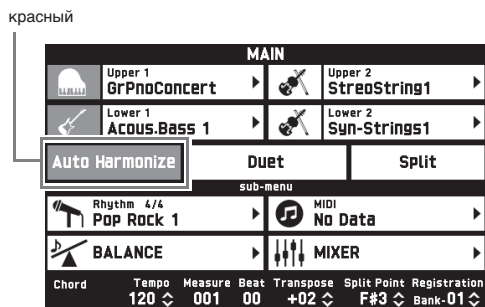 красный
MAIN
Upper 1
GrPnoConcert
Upper 2
StreoString1
Lower 1
Acous.Bass 1
Lower 2
Syn-Strings1
Auto Harmonize Duet Split
sub-menu
Rhythm 4/4
Pop Rock 1
MIDI
No Data
BALANCE
MIXER
Chord Tempo Measure Beat Transpose Split Point Registration
120 001 00 +02 F#3 Bank-01